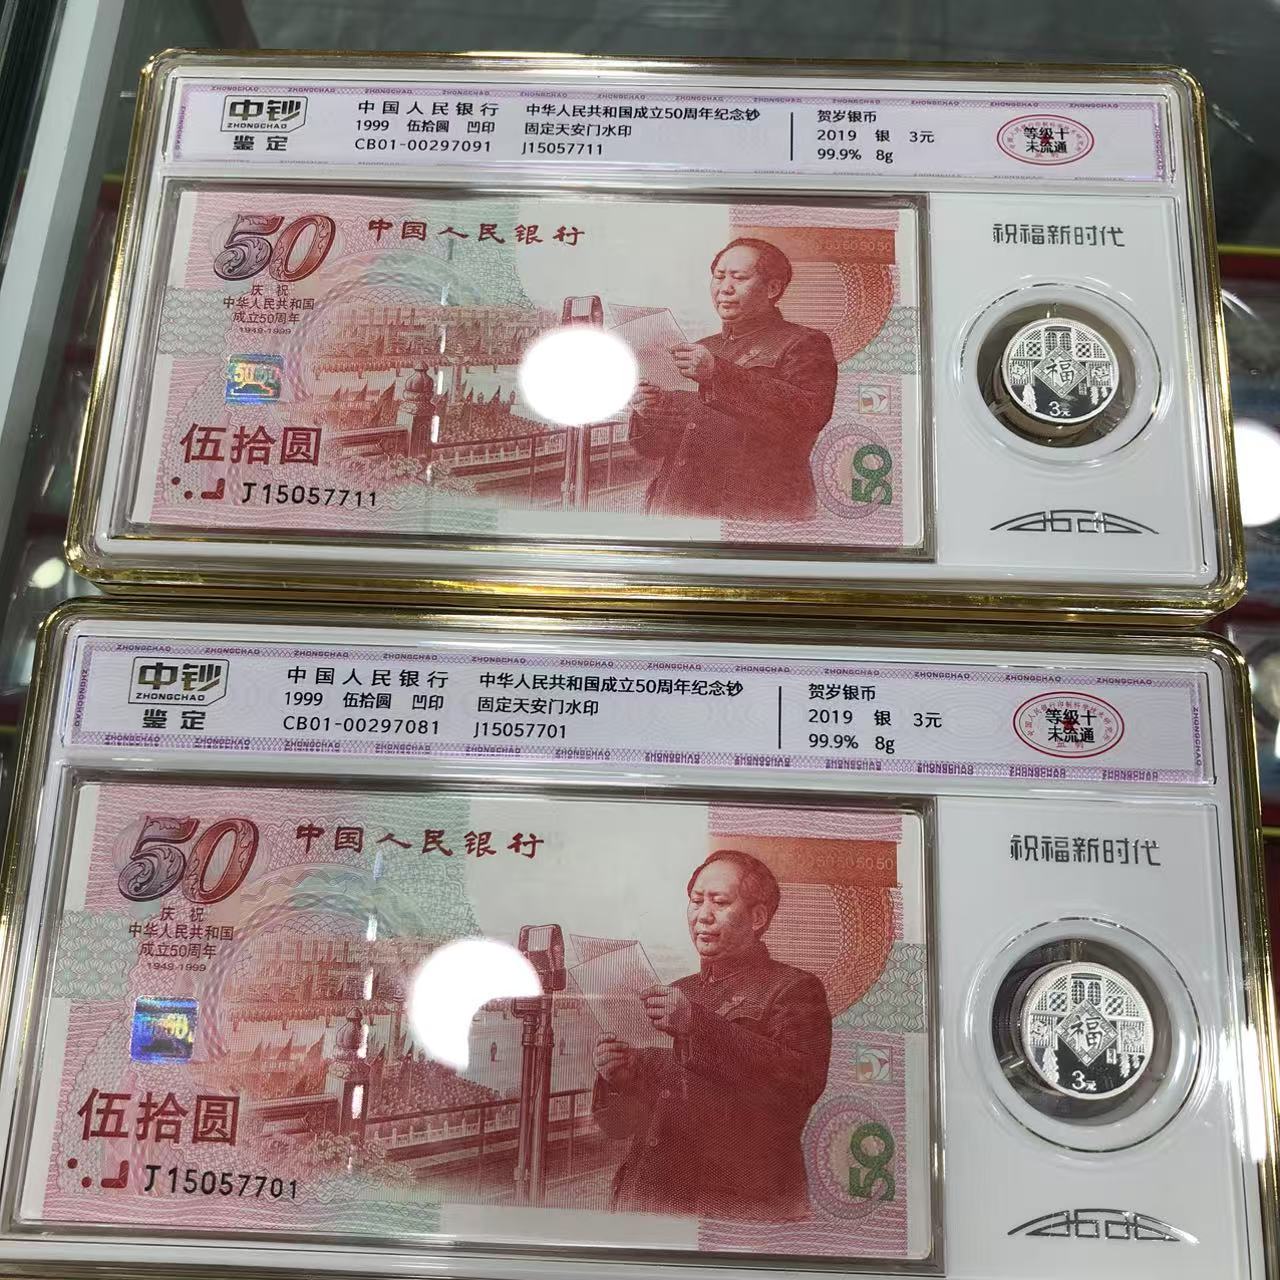 中钞
ZHONGCHAO
鉴定
中国人民银行
1999 伍拾圆 凹印
CB01-00297091
中华人民共和国成立50周年纪念钞
固定天安门水印
J15057711
贺岁银币
2019 银 3元
99.9% 8g
等级十
未流通
50
中国人民银行
庆祝
中华人民共和国
成立50周年
1949-1999
伍拾圆
J15057711
50
祝福新时代
福
3元
中钞
ZHONGCHAO
鉴定
中国人民银行
1999 伍拾圆 凹印
CB01-00297081
中华人民共和国成立50周年纪念钞
固定天安门水印
J15057701
贺岁银币
2019 银 3元
99.9% 8g
等级十
未流通
50
中国人民银行
庆祝
中华人民共和国
成立50周年
1949-1999
伍拾圆
J15057701
50
祝福新时代
福
3元